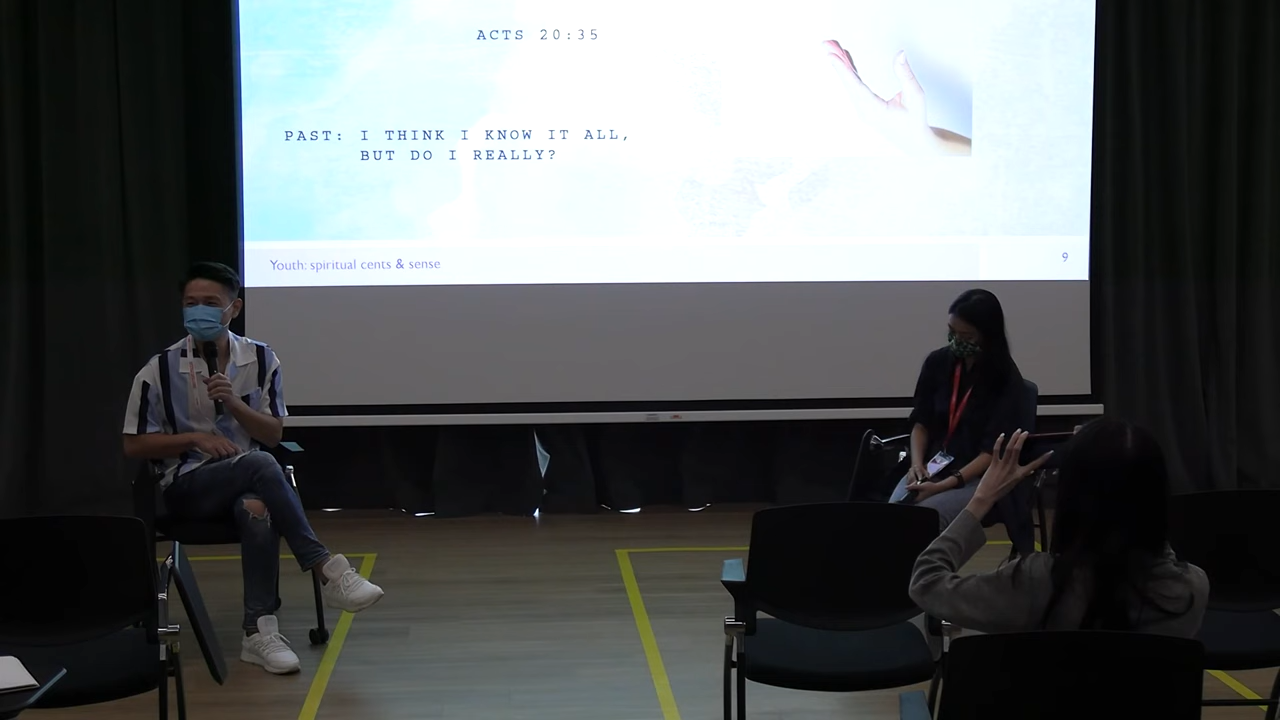 ACTS 20:35
PAST: I THINK I KNOW IT ALL,
BUT DO I REALLY?
Youth: spiritual cents & sense
9